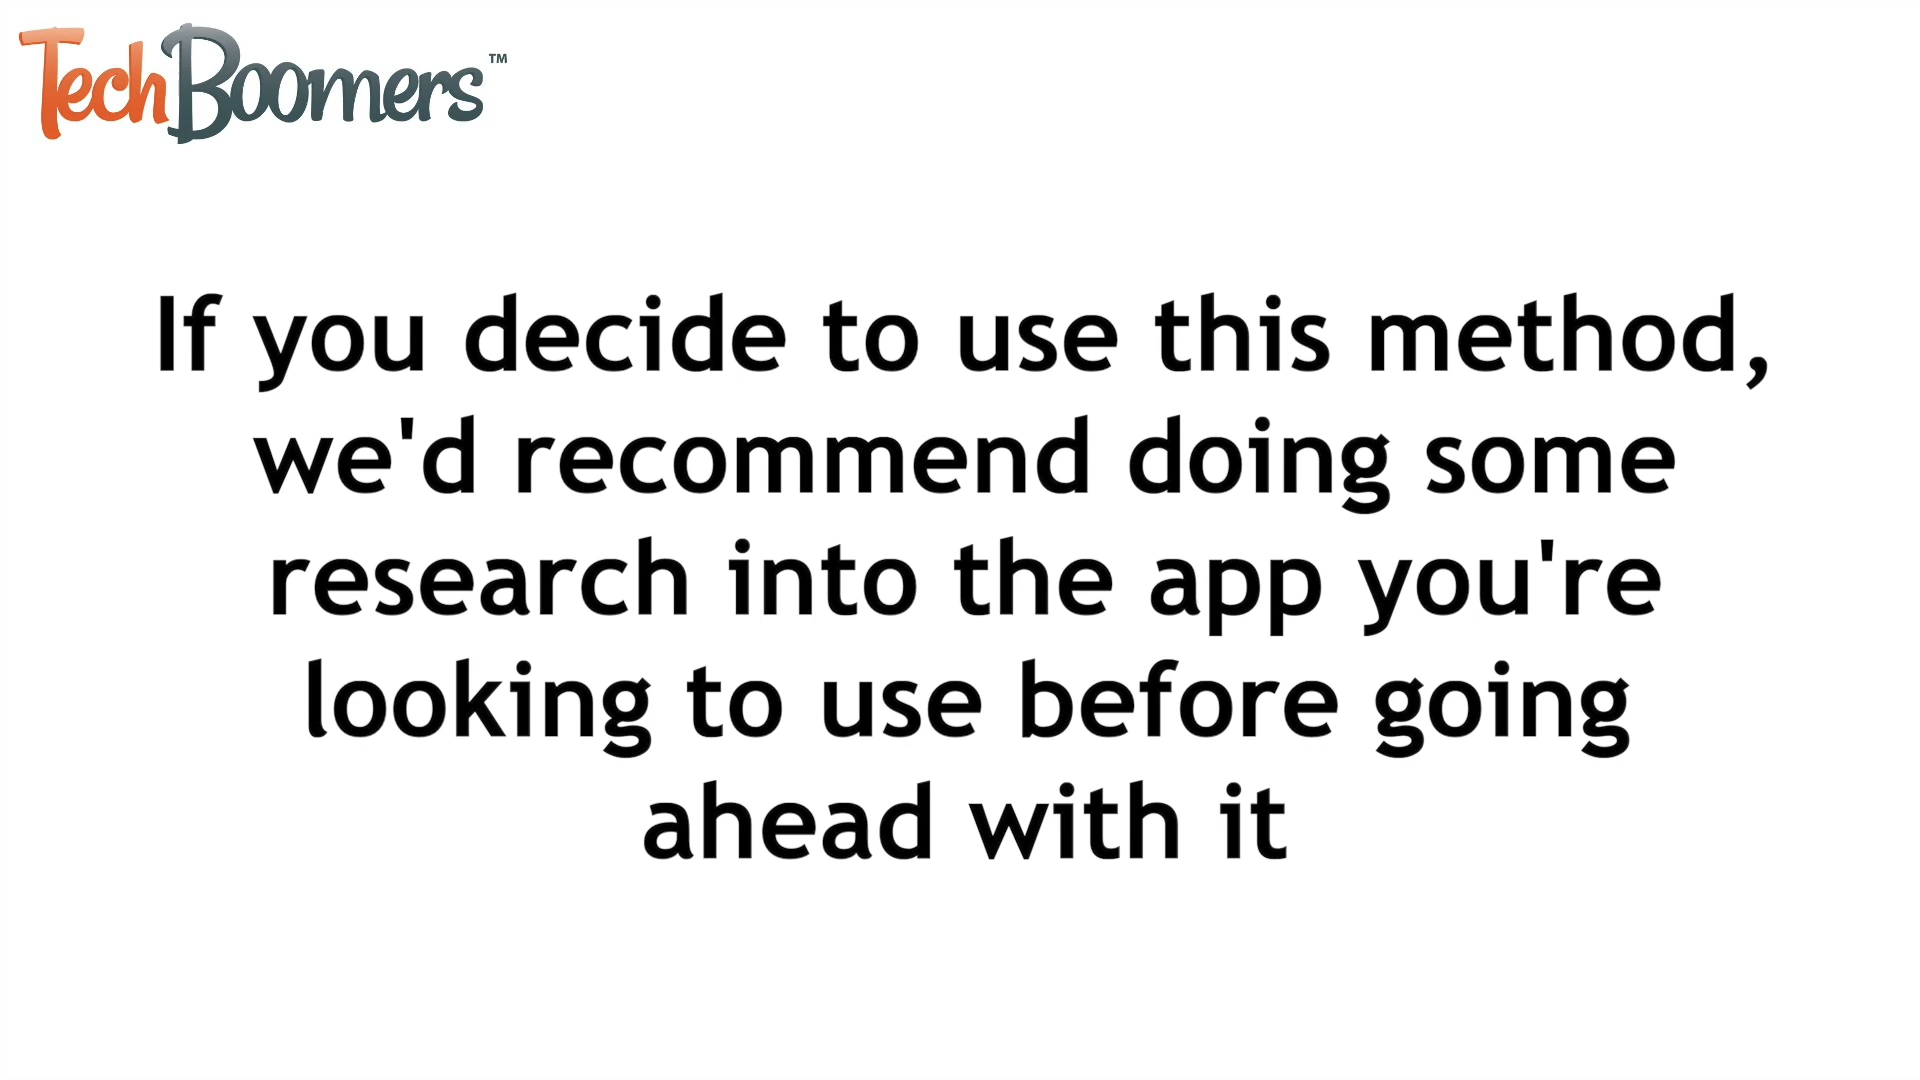 TechBoomers™
If you decide to use this method,
we'd recommend doing some
research into the app you're
looking to use before going
ahead with it